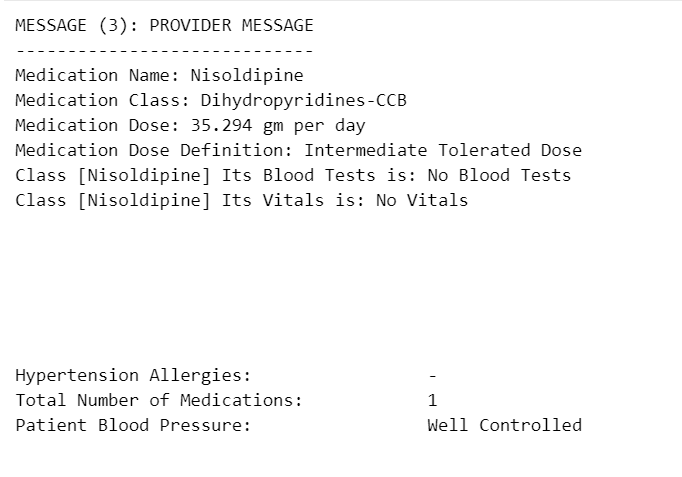 MESSAGE (3): PROVIDER MESSAGE
-----------------------------
Medication Name: Nisoldipine
Medication Class: Dihydropyridines-CCB
Medication Dose: 35.294 gm per day
Medication Dose Definition: Intermediate Tolerated Dose
Class [Nisoldipine] Its Blood Tests is: No Blood Tests
Class [Nisoldipine] Its Vitals is: No Vitals
Hypertension Allergies: -
Total Number of Medications: 1
Patient Blood Pressure: Well Controlled